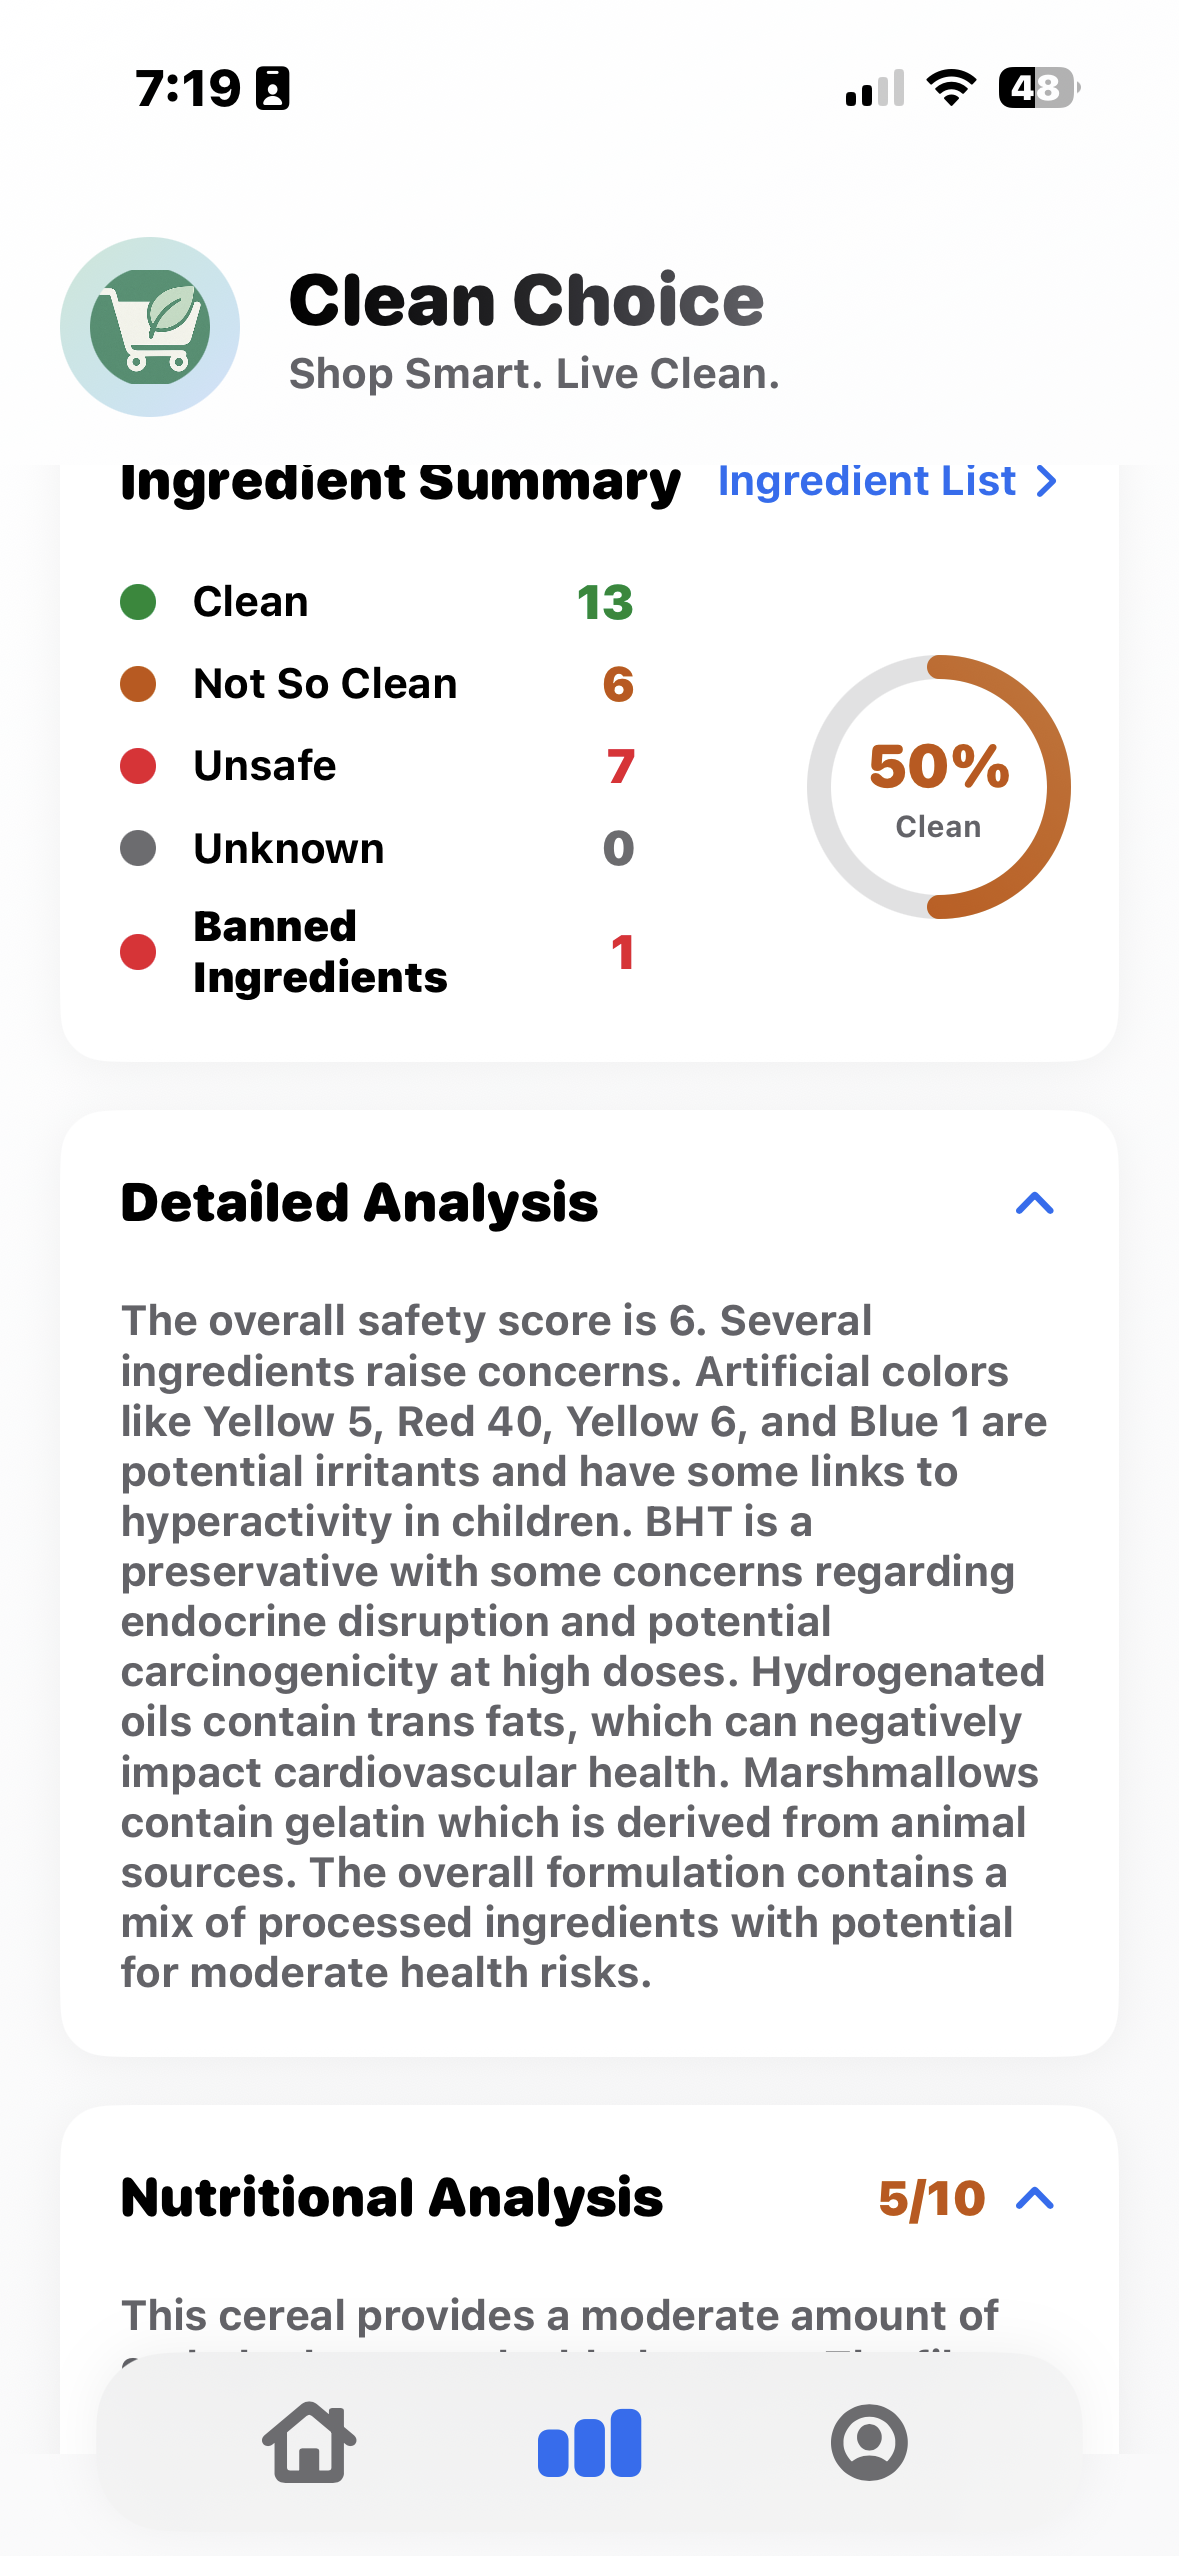 7:19
48
Clean Choice
Shop Smart. Live Clean.
Ingredient Summary
Ingredient List
Clean 13
Not So Clean 6
Unsafe 7
Unknown 0
Banned
Ingredients 1
50%
Clean
Detailed Analysis
The overall safety score is 6. Several
ingredients raise concerns. Artificial colors
like Yellow 5, Red 40, Yellow 6, and Blue 1 are
potential irritants and have some links to
hyperactivity in children. BHT is a
preservative with some concerns regarding
endocrine disruption and potential
carcinogenicity at high doses. Hydrogenated
oils contain trans fats, which can negatively
impact cardiovascular health. Marshmallows
contain gelatin which is derived from animal
sources. The overall formulation contains a
mix of processed ingredients with potential
for moderate health risks.
Nutritional Analysis 5/10
This cereal provides a moderate amount of